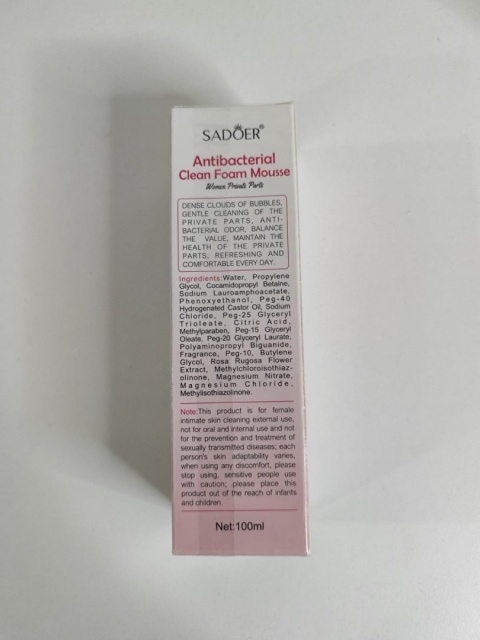 SADOER®
Antibacterial
Clean Foam Mousse
Women Private Parts
DENSE CLOUDS OF BUBBLES,
GENTLE CLEANING OF THE
PRIVATE PARTS, ANTI-
BACTERIAL ODOR, BALANCE
THE VALUE, MAINTAIN THE
HEALTH OF THE PRIVATE
PARTS, REFRESHING AND
COMFORTABLE EVERY DAY.
Ingredients:Water, Propylene
Glycol, Cocamidopropyl Betaine,
Sodium Lauroamphoacetate,
Phenoxyethanol, Peg-40
Hydrogenated Castor Oil, Sodium
Chloride, Peg-25 Glyceryl
Trioleate, Citric Acid,
Methylparaben, Peg-15 Glyceryl
Oleate, Peg-20 Glyceryl Laurate,
Polyaminopropyl Biguanide,
Fragrance, Peg-10, Butylene
Glycol, Rosa Rugosa Flower
Extract, Methylchloroisothiaz-
olinone, Magnesium Nitrate,
Magnesium Chloride,
Methylisothiazolinone.
Note:This product is for female
intimate skin cleaning external use,
not for oral and internal use and not
for the prevention and treatment of
sexually transmitted diseases; each
person's skin adaptability varies,
when using any discomfort, please
stop using, sensitive people use
with caution; please place this
product out of the reach of infants
and children.
Net:100ml